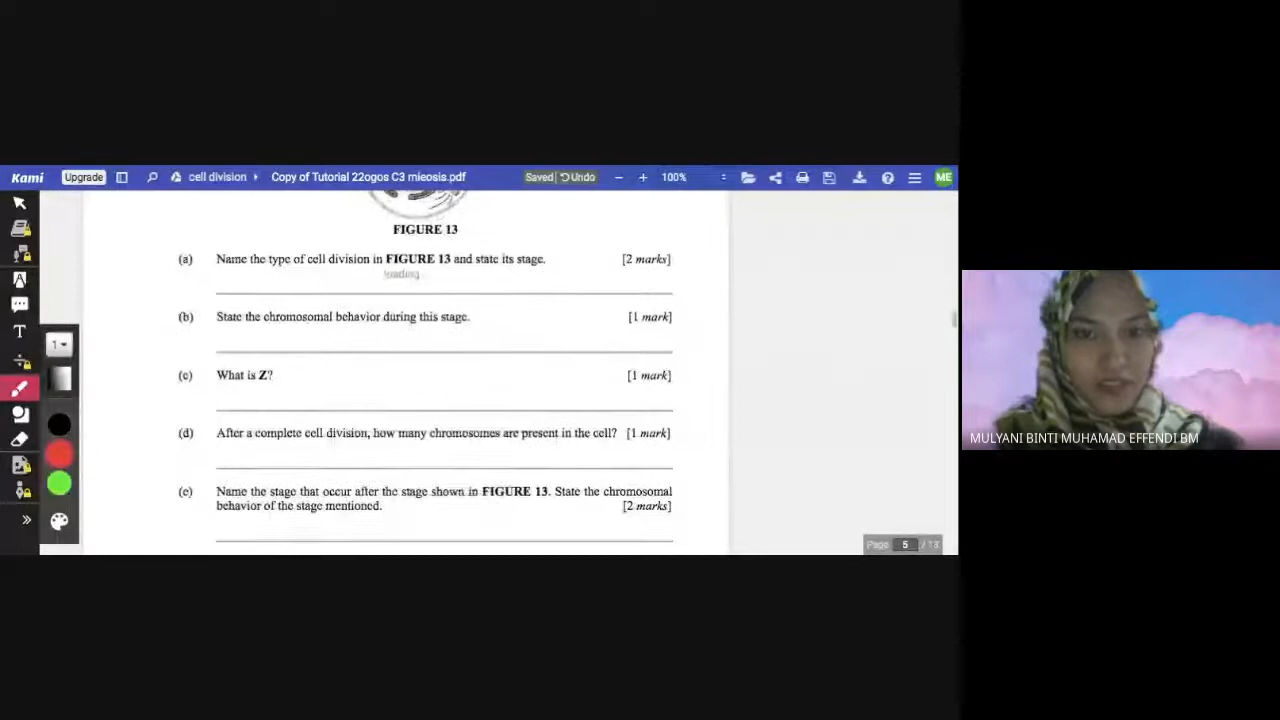 Kami
Upgrade
cell division
Copy of Tutorial 22ogos C3 mieosis.pdf
Saved
Undo
100%
ME
FIGURE 13
(a) Name the type of cell division in FIGURE 13 and state its stage. [2 marks]
loading
(b) State the chromosomal behavior during this stage. [1 mark]
(c) What is Z? [1 mark]
(d) After a complete cell division, how many chromosomes are present in the cell? [1 mark]
(e) Name the stage that occur after the stage shown in FIGURE 13. State the chromosomal
behavior of the stage mentioned. [2 marks]
T
1
Page 5 / 13
MULYANI BINTI MUHAMAD EFFENDI BM